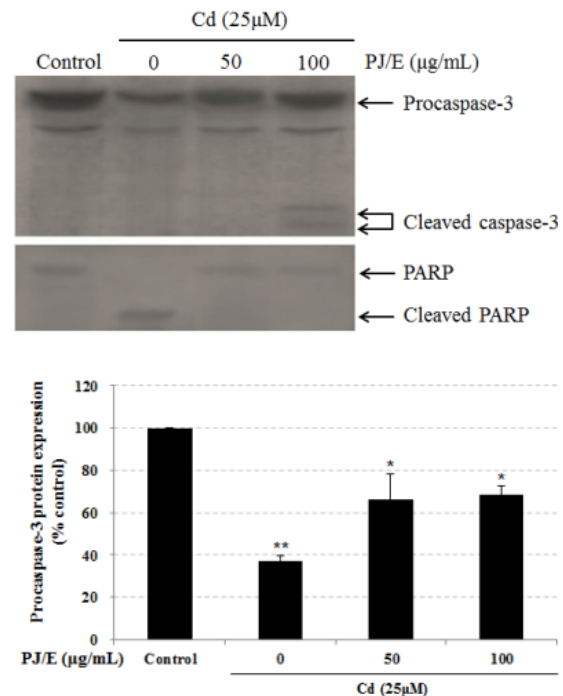 Cd (25μM)
Control 0 50 100 PJ/E (μg/mL)
Procaspase-3
Cleaved caspase-3
PARP
Cleaved PARP
Procaspase-3 protein expression
(% control)
120
100
80
60
40
20
0
** * *
PJ/E (μg/mL) Control 0 50 100
Cd (25μM)